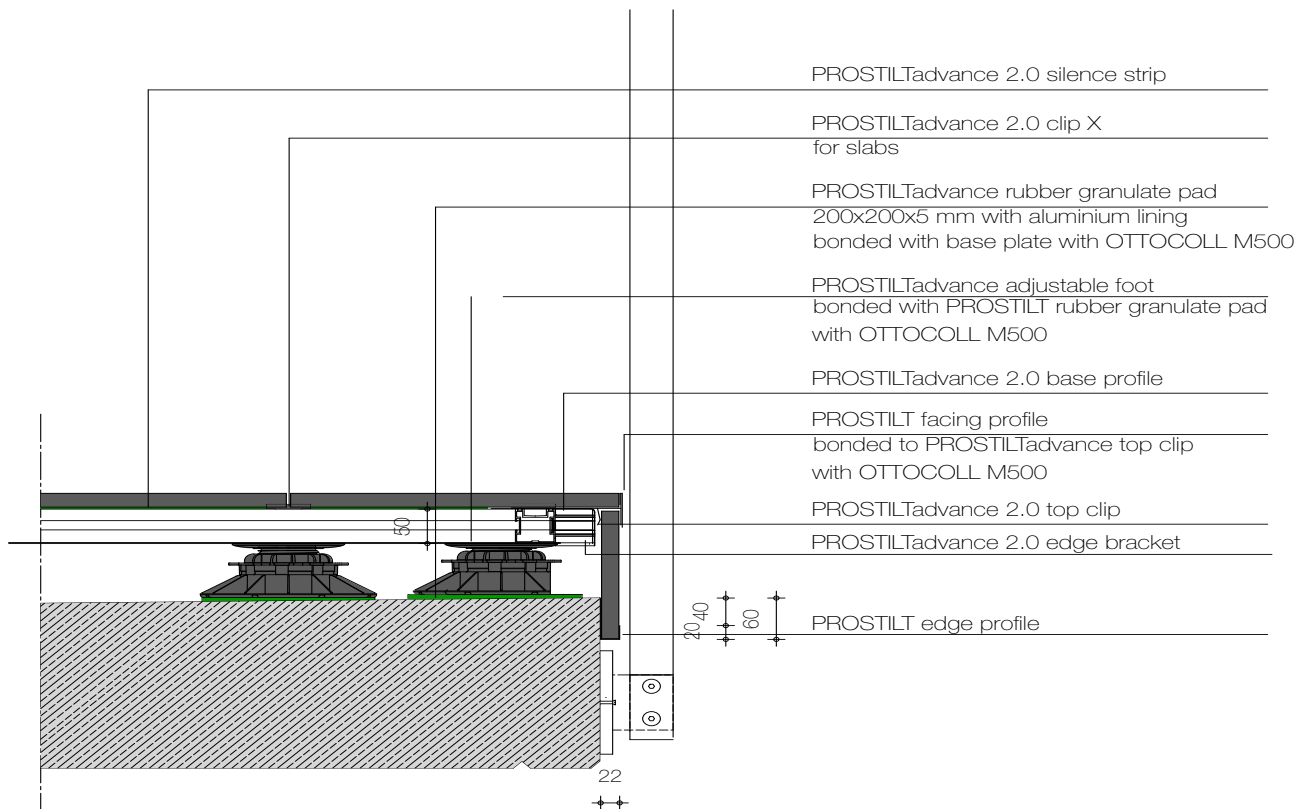 PROSTILTadvance 2.0 silence strip
PROSTILTadvance 2.0 clip X
for slabs
PROSTILTadvance rubber granulate pad
200x200x5 mm with aluminium lining
bonded with base plate with OTTOCOLL M500
PROSTILTadvance adjustable foot
bonded with PROSTILT rubber granulate pad
with OTTOCOLL M500
PROSTILTadvance 2.0 base profile
PROSTILT facing profile
bonded to PROSTILTadvance top clip
with OTTOCOLL M500
PROSTILTadvance 2.0 top clip
50
PROSTILTadvance 2.0 edge bracket
40
60
20
PROSTILT edge profile
22